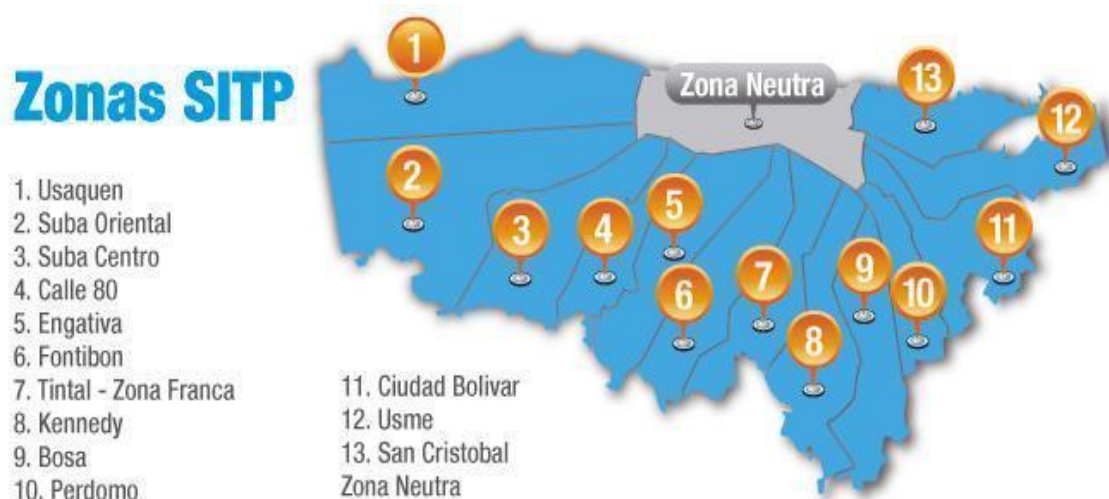 Zonas SITP
1. Usaquen
2. Suba Oriental
3. Suba Centro
4. Calle 80
5. Engativa
6. Fontibon
7. Tintal - Zona Franca
8. Kennedy
9. Bosa
10. Perdomo
11. Ciudad Bolivar
12. Usme
13. San Cristobal
Zona Neutra
1
2
3
4
5
6
7
8
9
10
11
12
13
Zona Neutra